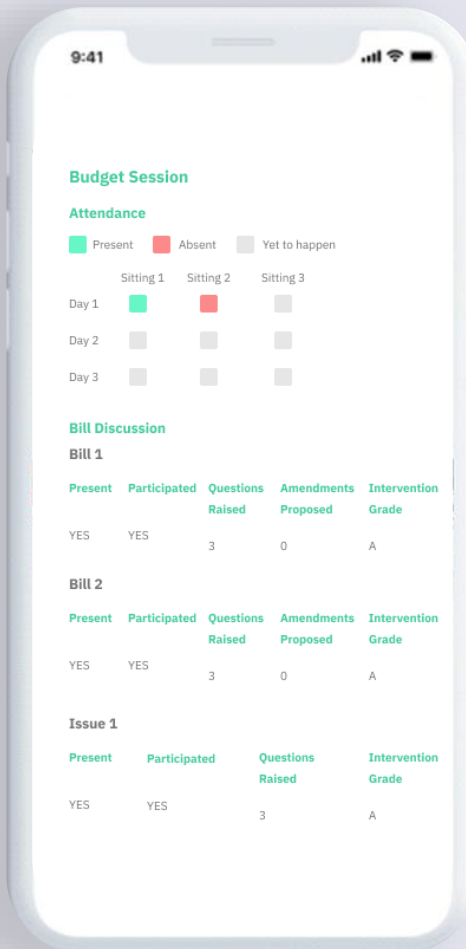 9:41
Budget Session
Attendance
Present Absent Yet to happen
Sitting 1 Sitting 2 Sitting 3
Day 1
Day 2
Day 3
Bill Discussion
Bill 1
Present Participated Questions Amendments Intervention
Raised Proposed Grade
YES YES
3 0 A
Bill 2
Present Participated Questions Amendments Intervention
Raised Proposed Grade
YES YES
3 0 A
Issue 1
Present Participated Questions Intervention
Raised Grade
YES YES
3 A